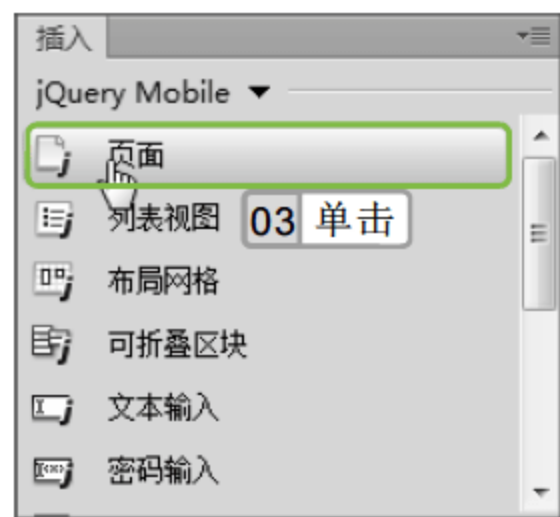 插入
jQuery Mobile
页面
列表视图
03 单击
布局网格
可折叠区块
文本输入
密码输入